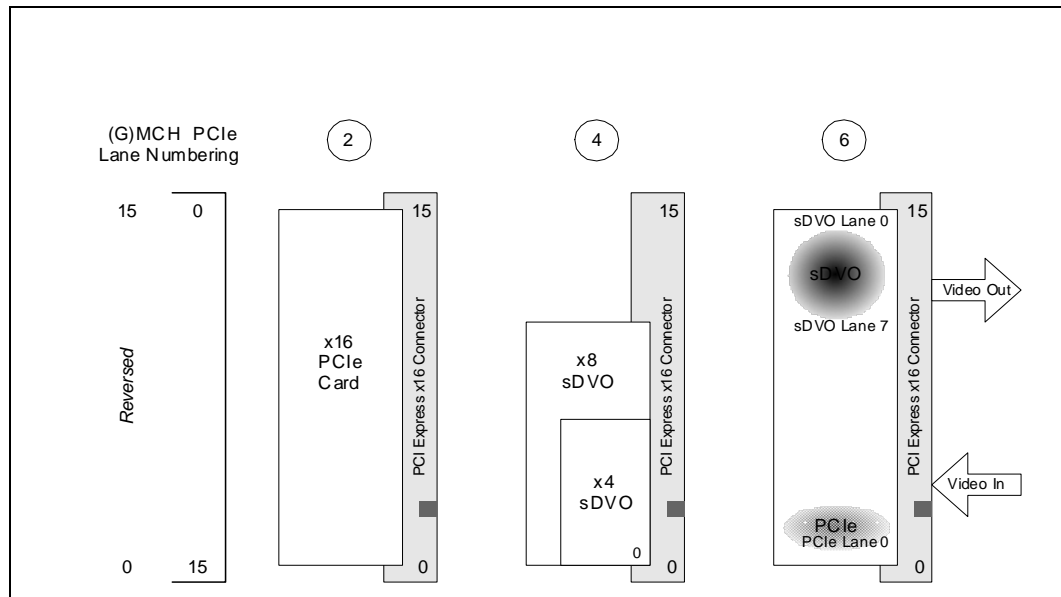 (G)MCH PCIe
Lane Numbering
15 0
Reversed
0 15
2
15
x16
PCIe
Card
PCI Express x16 Connector
0
4
15
x8
sDVO
x4
sDVO
0
PCI Express x16 Connector
0
6
sDVO Lane 0
15
sDVO
sDVO Lane 7
Video Out
PCI Express x16 Connector
Video In
PCIe
PCIe Lane 0
0